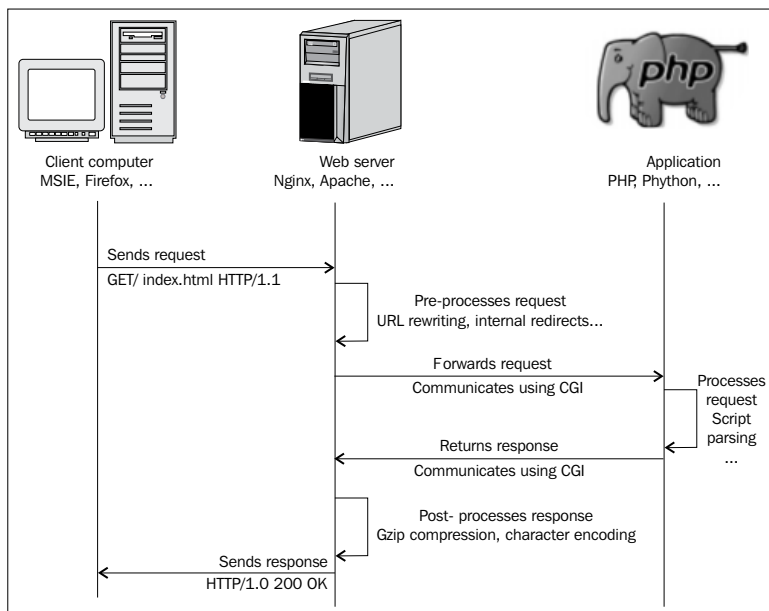 php
Client computer
MSIE, Firefox, ...
Web server
Nginx, Apache, ...
Application
PHP, Phython, ...
Sends request
GET/ index.html HTTP/1.1
Pre-processes request
URL rewriting, internal redirects...
Forwards request
Communicates using CGI
Processes
request
Script
parsing
...
Returns response
Communicates using CGI
Post- processes response
Gzip compression, character encoding
Sends response
HTTP/1.0 200 OK